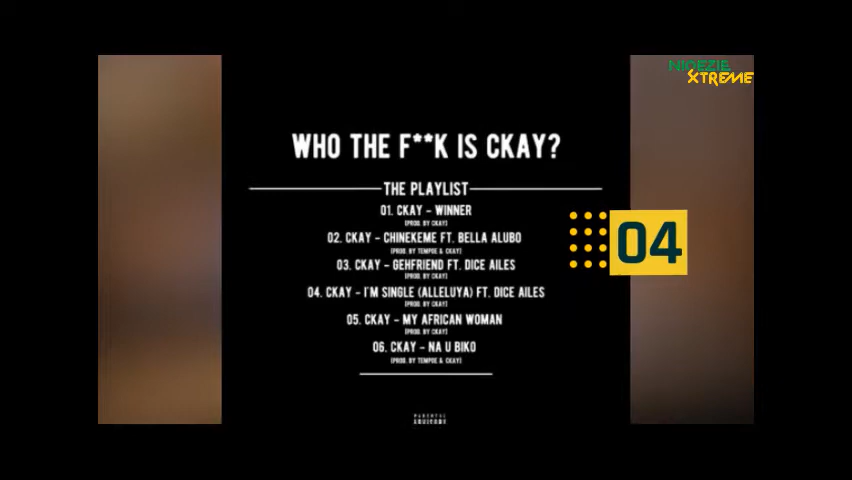 NIDEZIE
XTREME
WHO THE F**K IS CKAY?
THE PLAYLIST
01. CKAY - WINNER
[PROD. BY CKAY]
02. CKAY - CHINEKEME FT. BELLA ALUBO
[PROD. BY TEMPOE & CKAY]
03. CKAY - GEHFRIEND FT. DICE AILES
[PROD. BY CKAY]
04. CKAY - I'M SINGLE (ALLELUYA) FT. DICE AILES
[PROD. BY CKAY]
05. CKAY - MY AFRICAN WOMAN
[PROD. BY CKAY]
06. CKAY - NA U BIKO
[PROD. BY TEMPOE & CKAY]
04
PARENTAL
ADVISORY